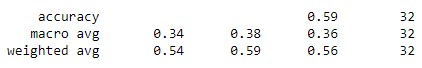 accuracy 0.59 32
macro avg 0.34 0.38 0.36 32
weighted avg 0.54 0.59 0.56 32